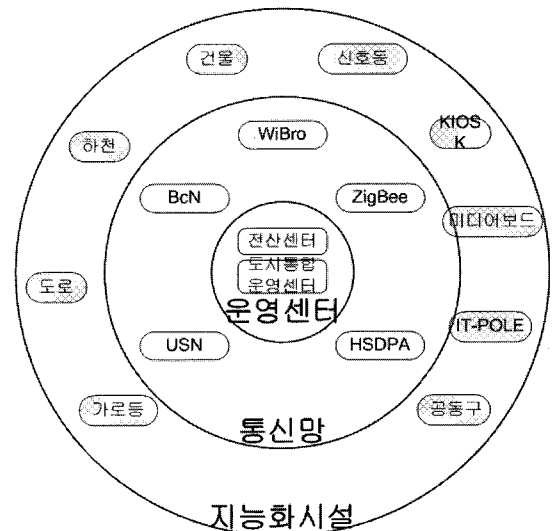 건물
신호등
KIOS
K
하천
WiBro
BcN
ZigBee
미디어보드
전산센터
도시통합
운영센터
운영센터
도로
IT-POLE
USN
HSDPA
가로등
공동구
통신망
지능화시설